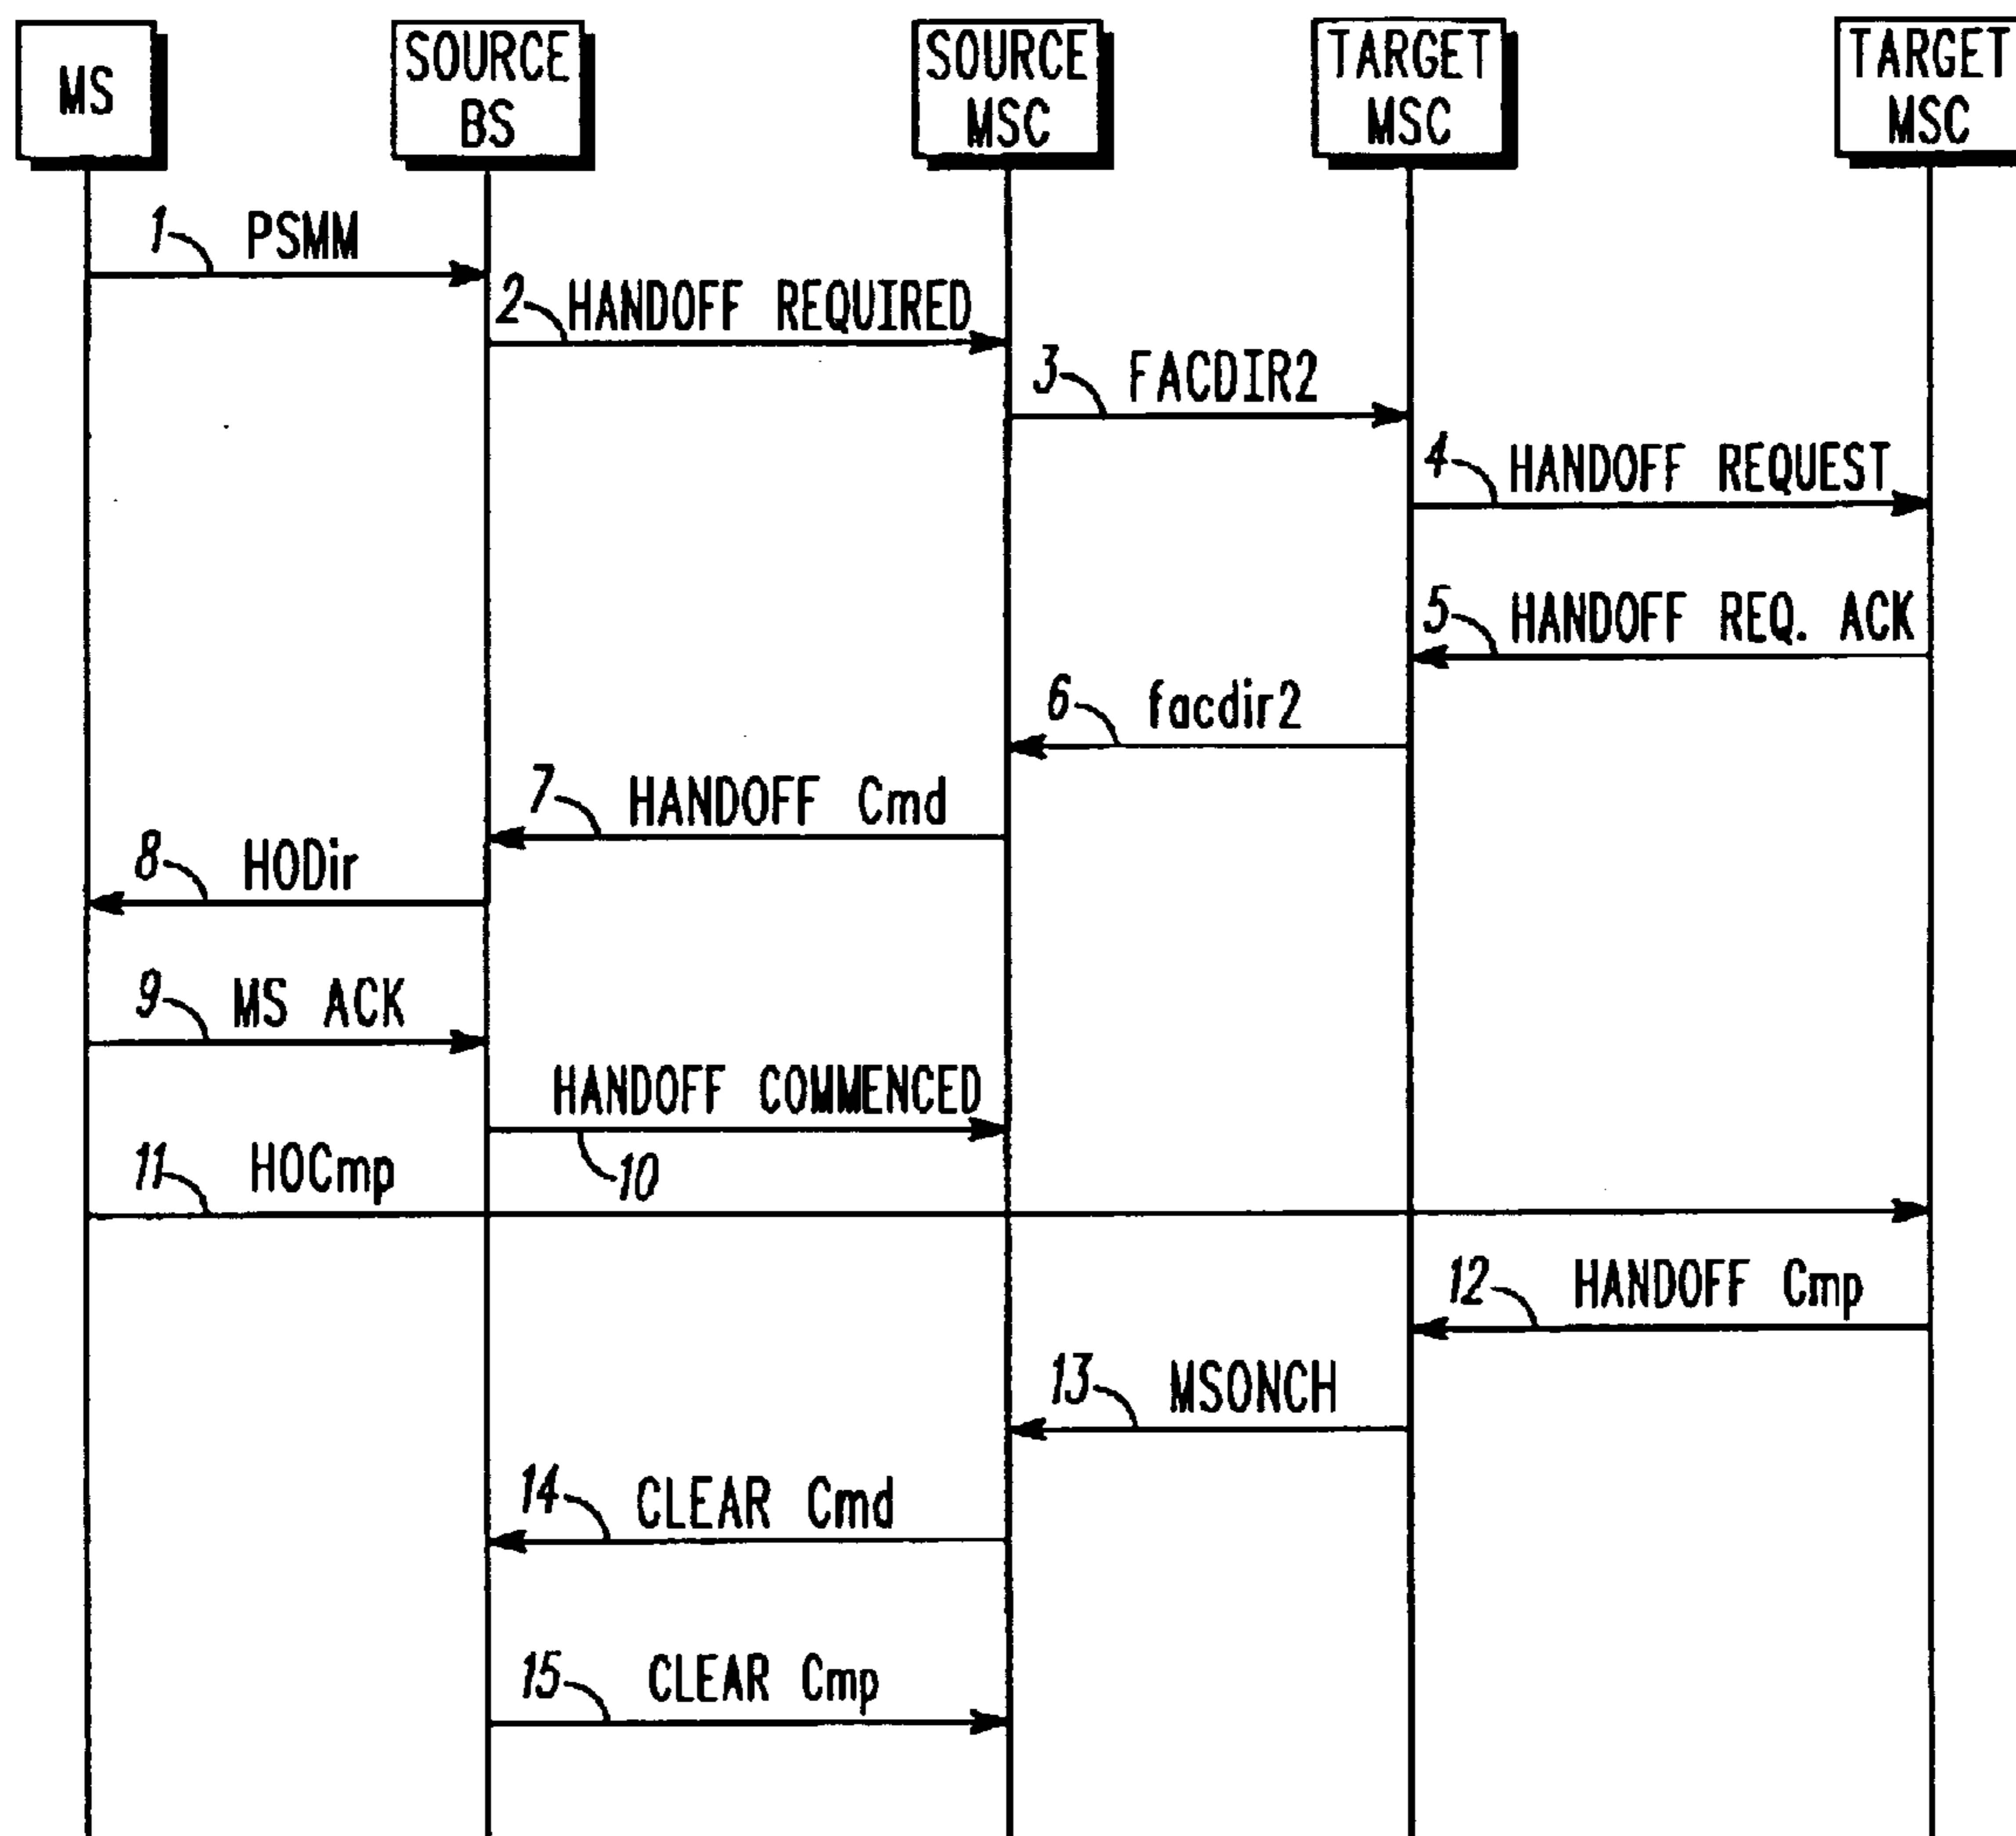 MS
SOURCE
BS
SOURCE
MSC
TARGET
MSC
TARGET
MSC
1 PSMM
2 HANDOFF REQUIRED
3 FACDIR2
4 HANDOFF REQUEST
5 HANDOFF REQ. ACK
6 facdir2
7 HANDOFF Cmd
8 HODir
9 MS ACK
HANDOFF COMMENCED
10
11 HOCmp
12 HANDOFF Cmp
13 MSONCH
14 CLEAR Cmd
15 CLEAR Cmp